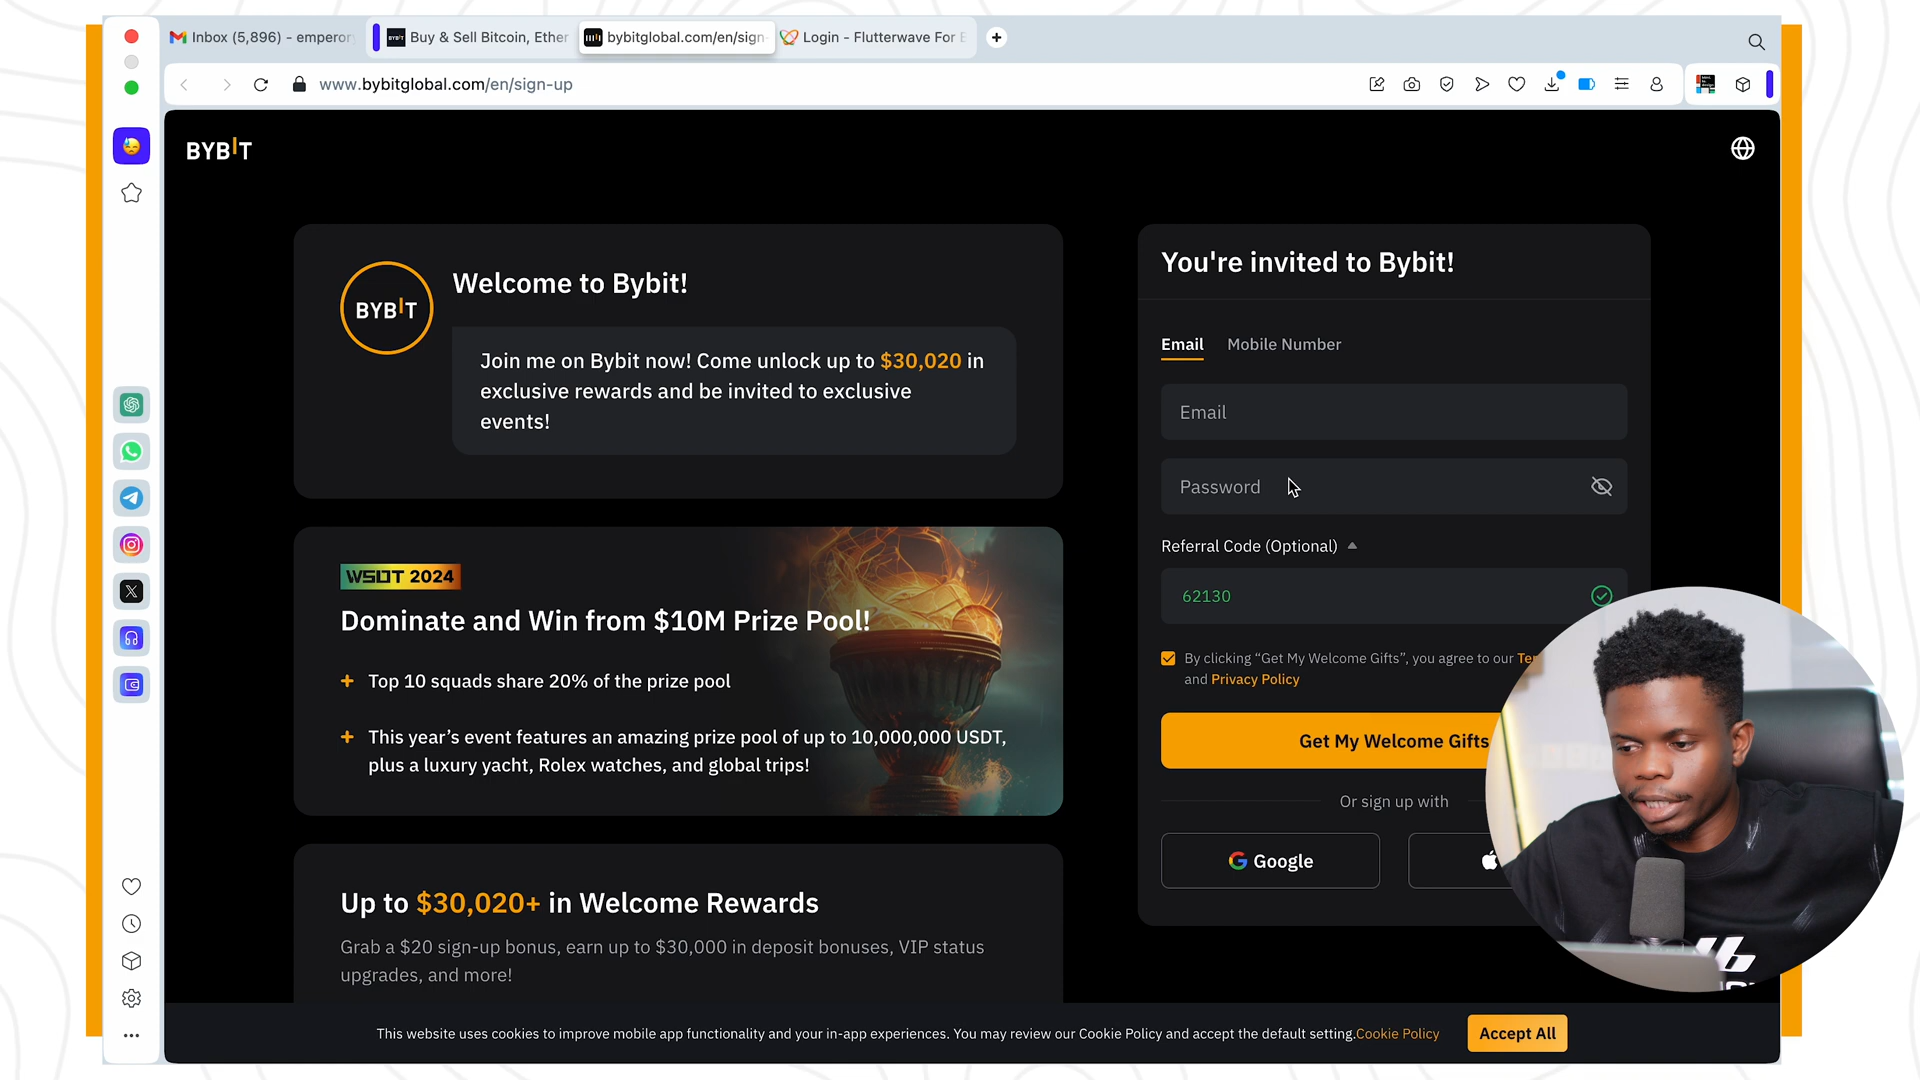 Inbox (5,896) - emperor
Buy & Sell Bitcoin, Ether
bybitglobal.com/en/sign-
Login - Flutterwave For B
www.bybitglobal.com/en/sign-up
BYBIT
BYBIT
Welcome to Bybit!
Join me on Bybit now! Come unlock up to $30,020 in
exclusive rewards and be invited to exclusive
events!
WSOT 2024
Dominate and Win from $10M Prize Pool!
+ Top 10 squads share 20% of the prize pool
+ This year's event features an amazing prize pool of up to 10,000,000 USDT,
plus a luxury yacht, Rolex watches, and global trips!
Up to $30,020+ in Welcome Rewards
Grab a $20 sign-up bonus, earn up to $30,000 in deposit bonuses, VIP status
upgrades, and more!
You're invited to Bybit!
Email Mobile Number
Email
Password
Referral Code (Optional)
62130
By clicking “Get My Welcome Gifts”, you agree to our
and Privacy Policy
Get My Welcome Gifts
Or sign up with
Google
This website uses cookies to improve mobile app functionality and your in-app experiences. You may review our Cookie Policy and accept the default setting.Cookie Policy
Accept All